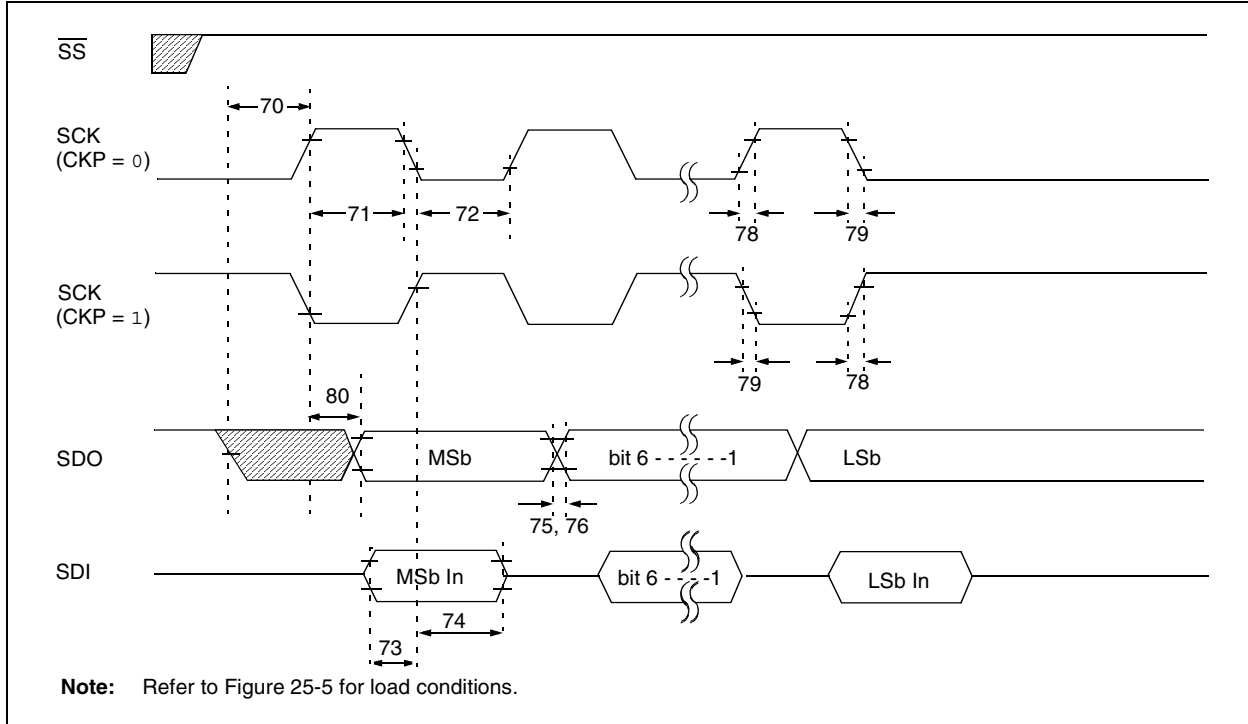 SS
70
SCK
(CKP = 0)
71
72
78
79
SCK
(CKP = 1)
79
78
80
SDO
MSb
bit 6 - - - - - -1
LSb
75, 76
SDI
MSb In
bit 6 - - - - -1
LSb In
74
73
Note: Refer to Figure 25-5 for load conditions.